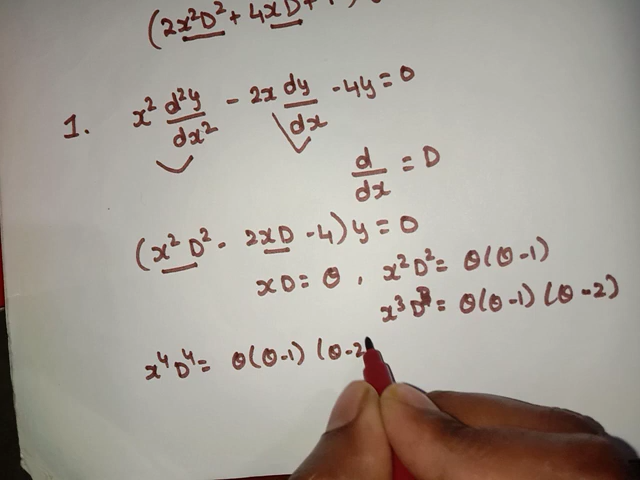 (2x²D² + 4xD +
1. x² d²y/dx² - 2x dy/dx - 4y = 0
d/dx = D
(x²D² - 2xD - 4) y = 0
xD = θ , x²D² = θ(θ-1)
x³D³ = θ(θ-1) (θ-2)
x⁴D⁴ = θ(θ-1) (θ-2